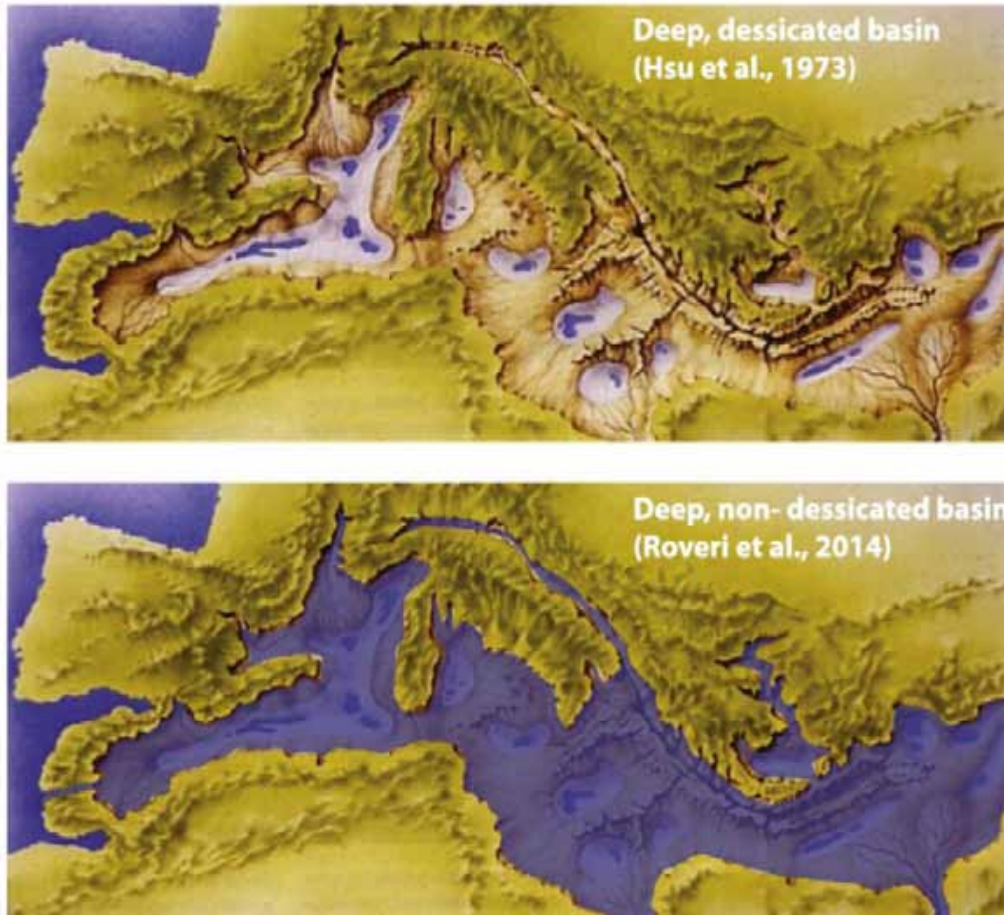 Deep, dessicated basin
(Hsu et al., 1973)
Deep, non- dessicated basin
(Roveri et al., 2014)